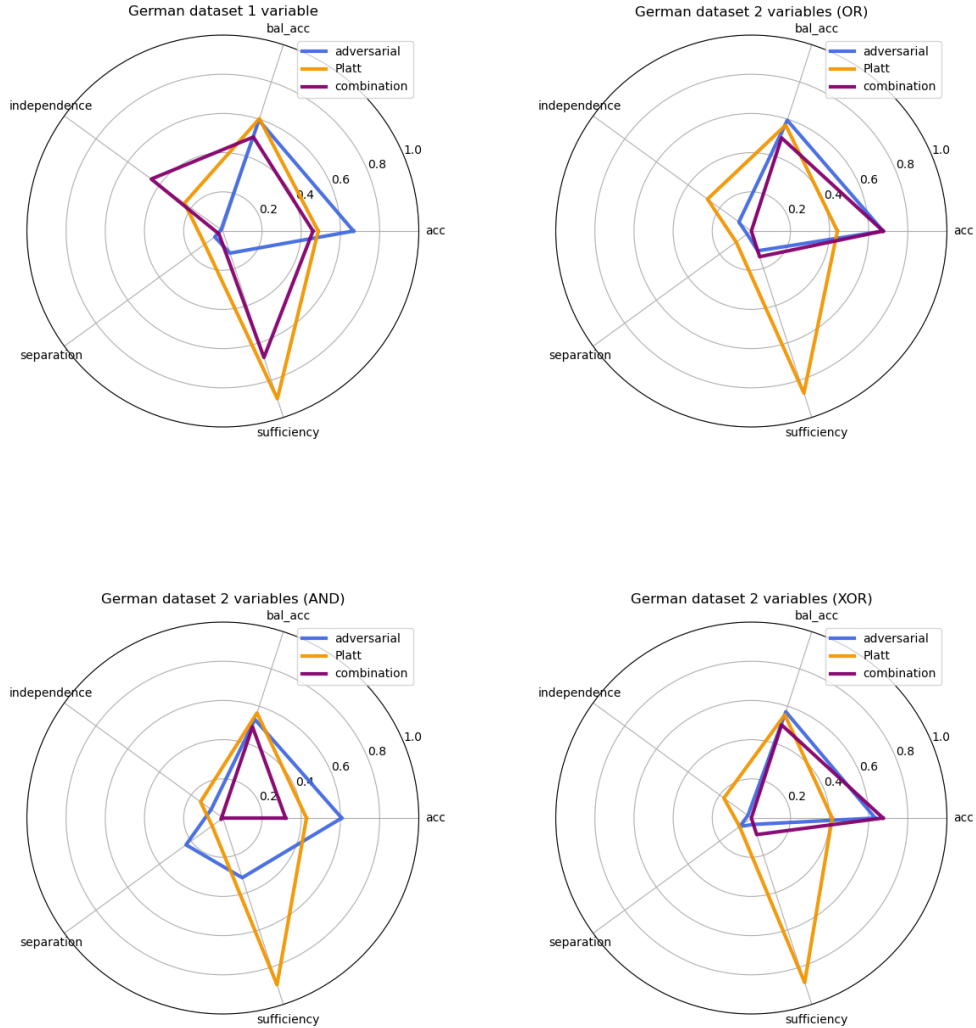 German dataset 1 variable
bal_acc
adversarial
Platt
combination
independence
1.0
0.8
0.6
0.4
0.2
acc
separation
sufficiency
German dataset 2 variables (OR)
bal_acc
adversarial
Platt
combination
independence
1.0
0.8
0.6
0.4
0.2
acc
separation
sufficiency
German dataset 2 variables (AND)
bal_acc
adversarial
Platt
combination
independence
1.0
0.8
0.6
0.4
0.2
acc
separation
sufficiency
German dataset 2 variables (XOR)
bal_acc
adversarial
Platt
combination
independence
1.0
0.8
0.6
0.4
0.2
acc
separation
sufficiency